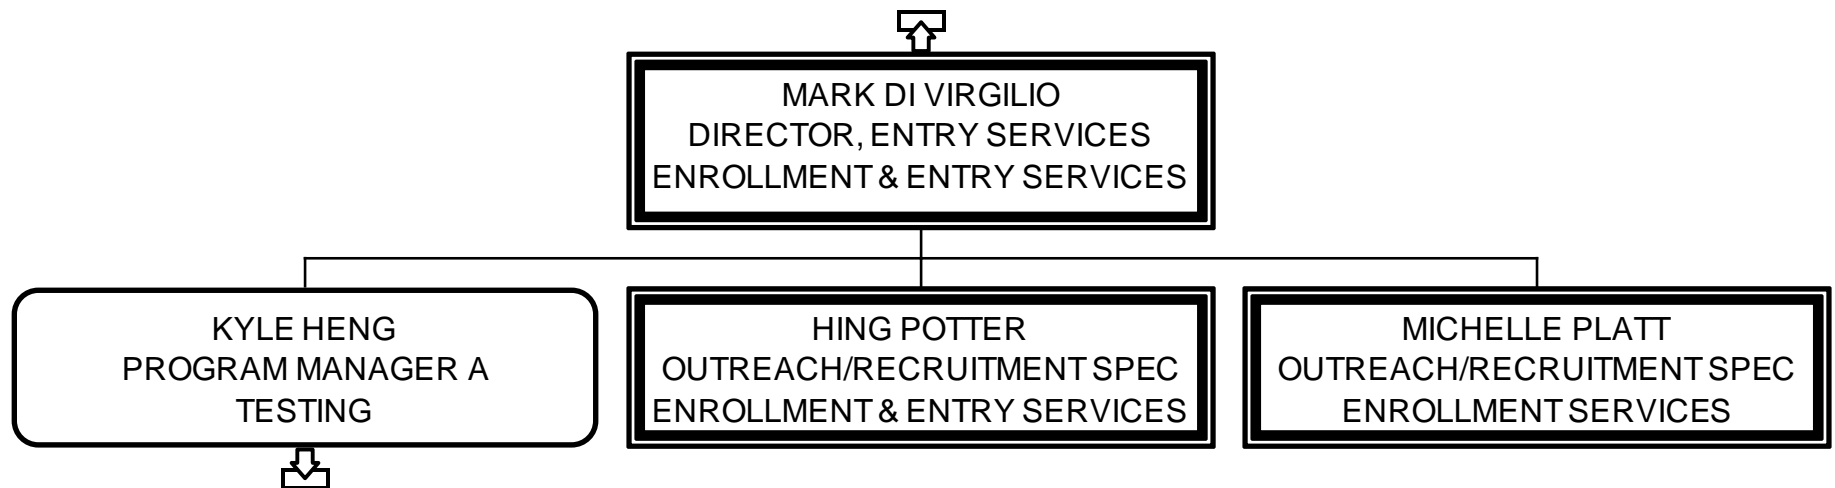 MARK DI VIRGILIO
DIRECTOR, ENTRY SERVICES
ENROLLMENT & ENTRY SERVICES
KYLE HENG
PROGRAM MANAGER A
TESTING
HING POTTER
OUTREACH/RECRUITMENT SPEC
ENROLLMENT & ENTRY SERVICES
MICHELLE PLATT
OUTREACH/RECRUITMENT SPEC
ENROLLMENT SERVICES